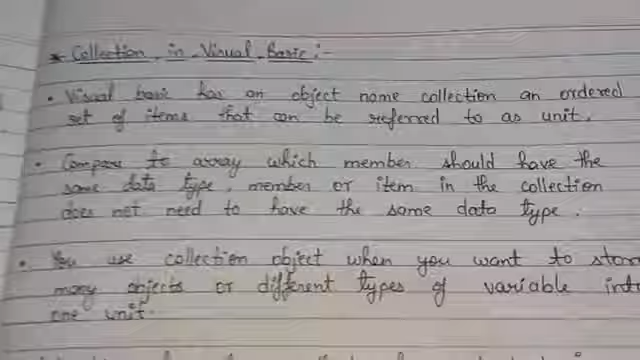 * Collection in Visual Basic:-
• Visual basic has an object name collection an ordered
set of items that can be referred to as unit.
• Compare to array which member should have the
same data type, member or item in the collection
does not need to have the same data type.
• You use collection object when you want to store
many objects or different types of variable into
one unit.